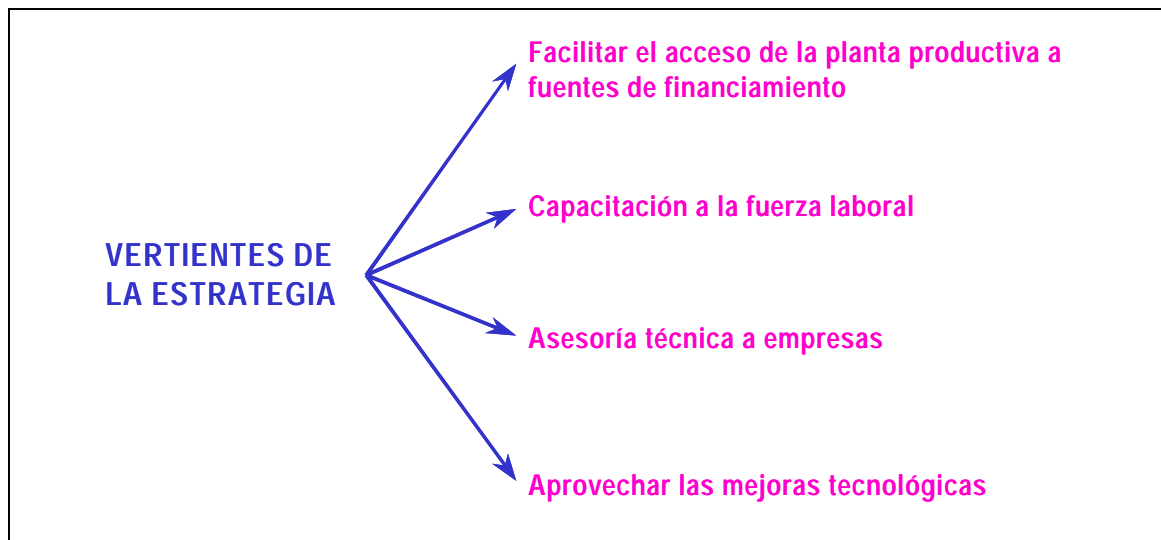 Facilitar el acceso de la planta productiva a
fuentes de financiamiento
Capacitación a la fuerza laboral
VERTIENTES DE
LA ESTRATEGIA
Asesoría técnica a empresas
Aprovechar las mejoras tecnológicas